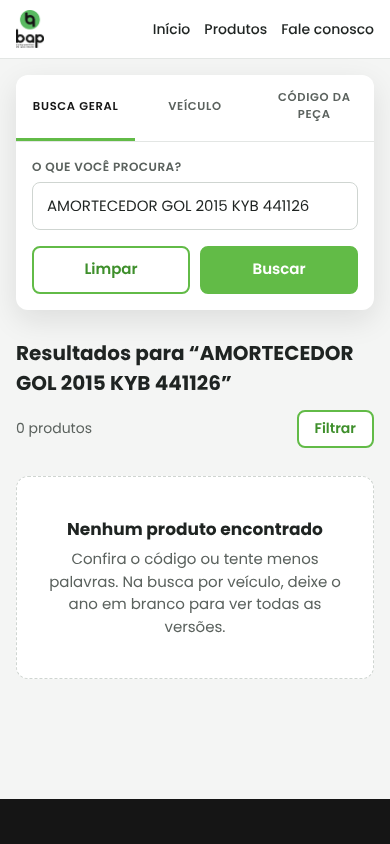 bap
Início Produtos Fale conosco
BUSCA GERAL
VEÍCULO
CÓDIGO DA
PEÇA
O QUE VOCÊ PROCURA?
AMORTECEDOR GOL 2015 KYB 441126
Limpar
Buscar
Resultados para “AMORTECEDOR
GOL 2015 KYB 441126”
0 produtos
Filtrar
Nenhum produto encontrado
Confira o código ou tente menos
palavras. Na busca por veículo, deixe o
ano em branco para ver todas as
versões.